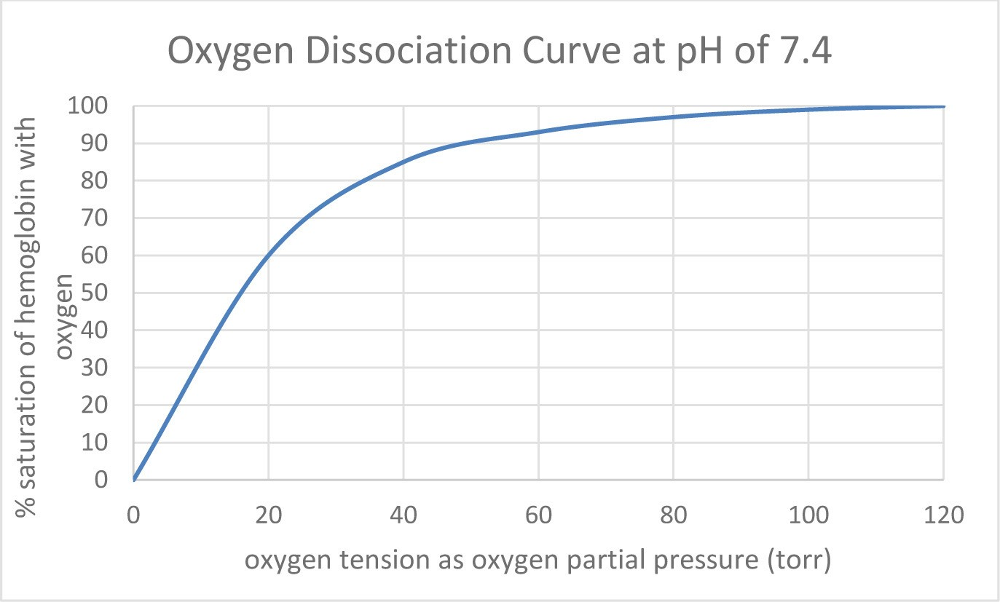 Oxygen Dissociation Curve at pH of 7.4
% saturation of hemoglobin with
oxygen
100
90
80
70
60
50
40
30
20
10
0
0 20 40 60 80 100 120
oxygen tension as oxygen partial pressure (torr)